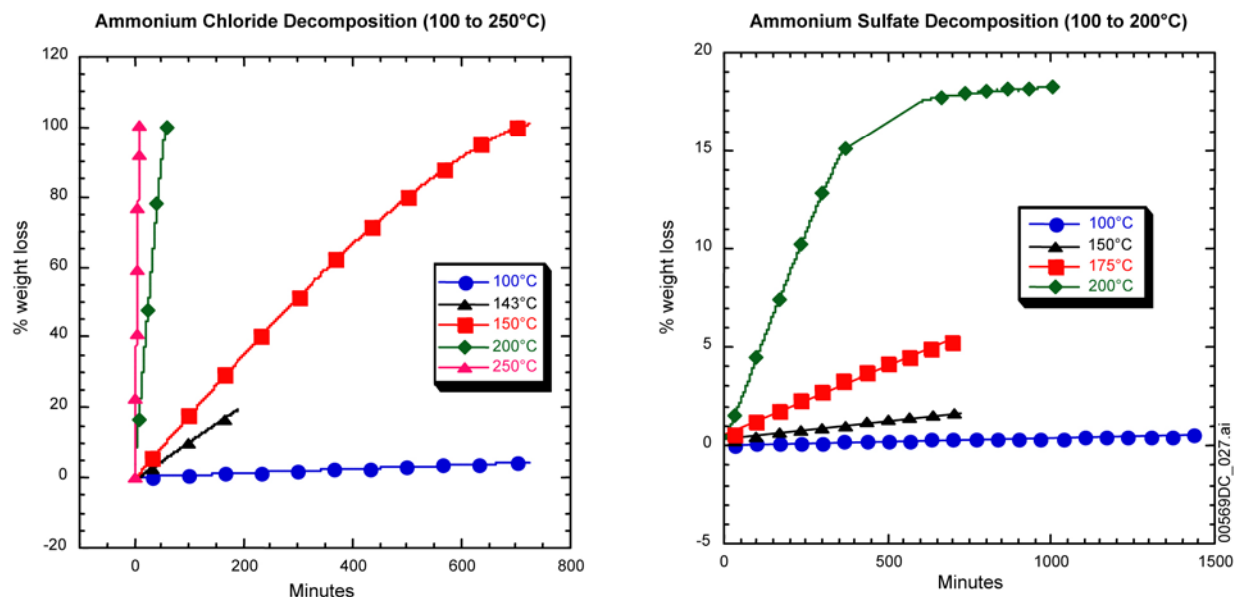 Ammonium Chloride Decomposition (100 to 250°C)
120
100
80
60
40
20
0
-20
% weight loss
0
200
400
600
800
Minutes
100°C
143°C
150°C
200°C
250°C
Ammonium Sulfate Decomposition (100 to 200°C)
20
15
10
5
0
-5
% weight loss
0
500
1000
1500
Minutes
100°C
150°C
175°C
200°C
00569DC_027.ai